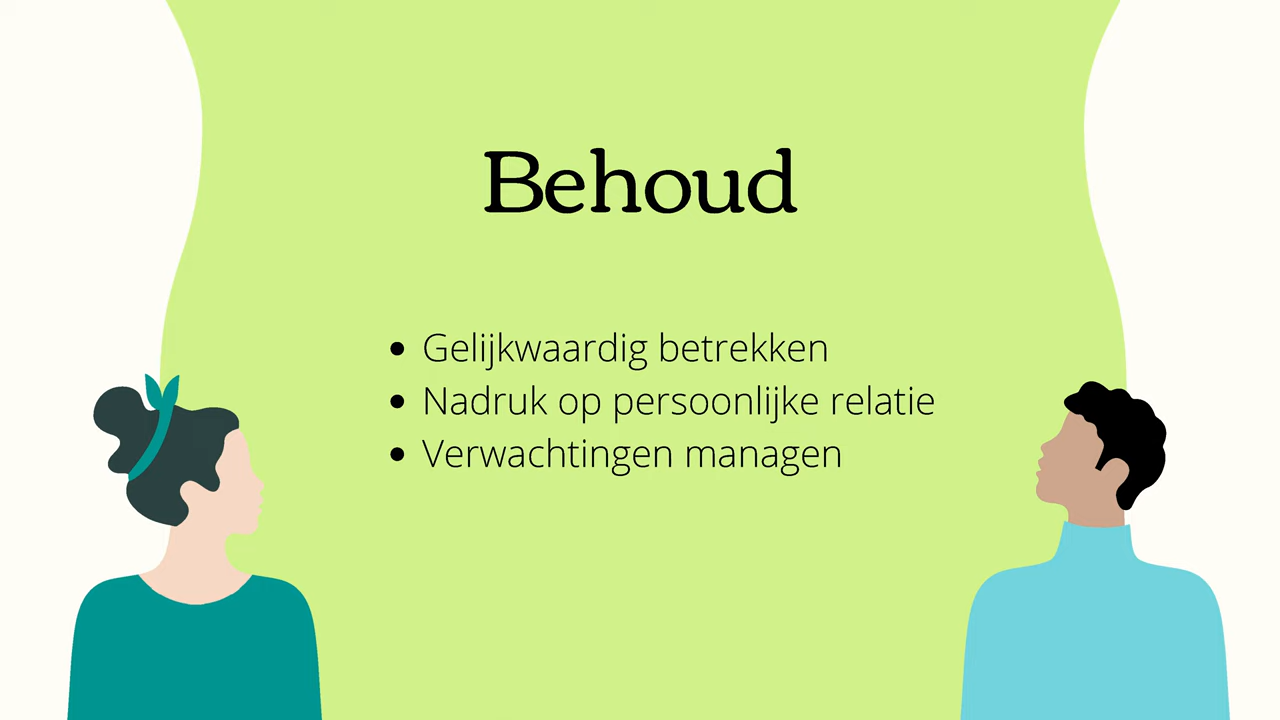 Behoud
• Gelijkwaardig betrekken
• Nadruk op persoonlijke relatie
• Verwachtingen managen